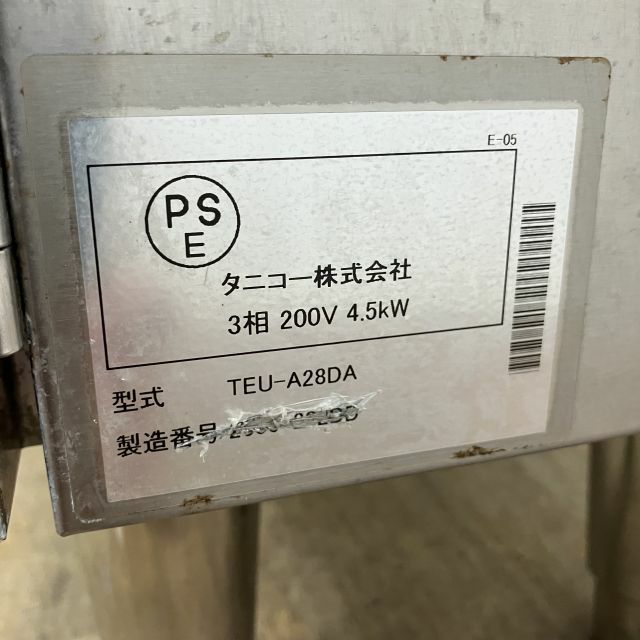 E-05
PS
E
タニコー株式会社
3相 200V 4.5kW
型式 TEU-A28DA
製造番号